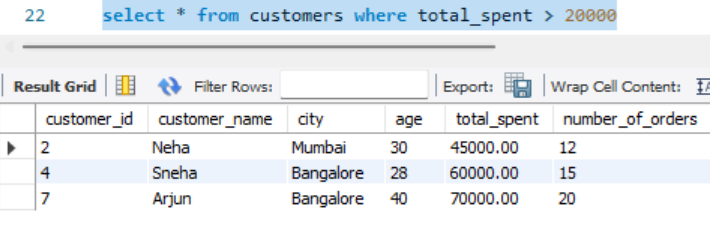 22 select * from customers where total_spent > 20000
Result Grid Filter Rows: Export: Wrap Cell Content:
customer_id customer_name city age total_spent number_of_orders
2 Neha Mumbai 30 45000.00 12
4 Sneha Bangalore 28 60000.00 15
7 Arjun Bangalore 40 70000.00 20